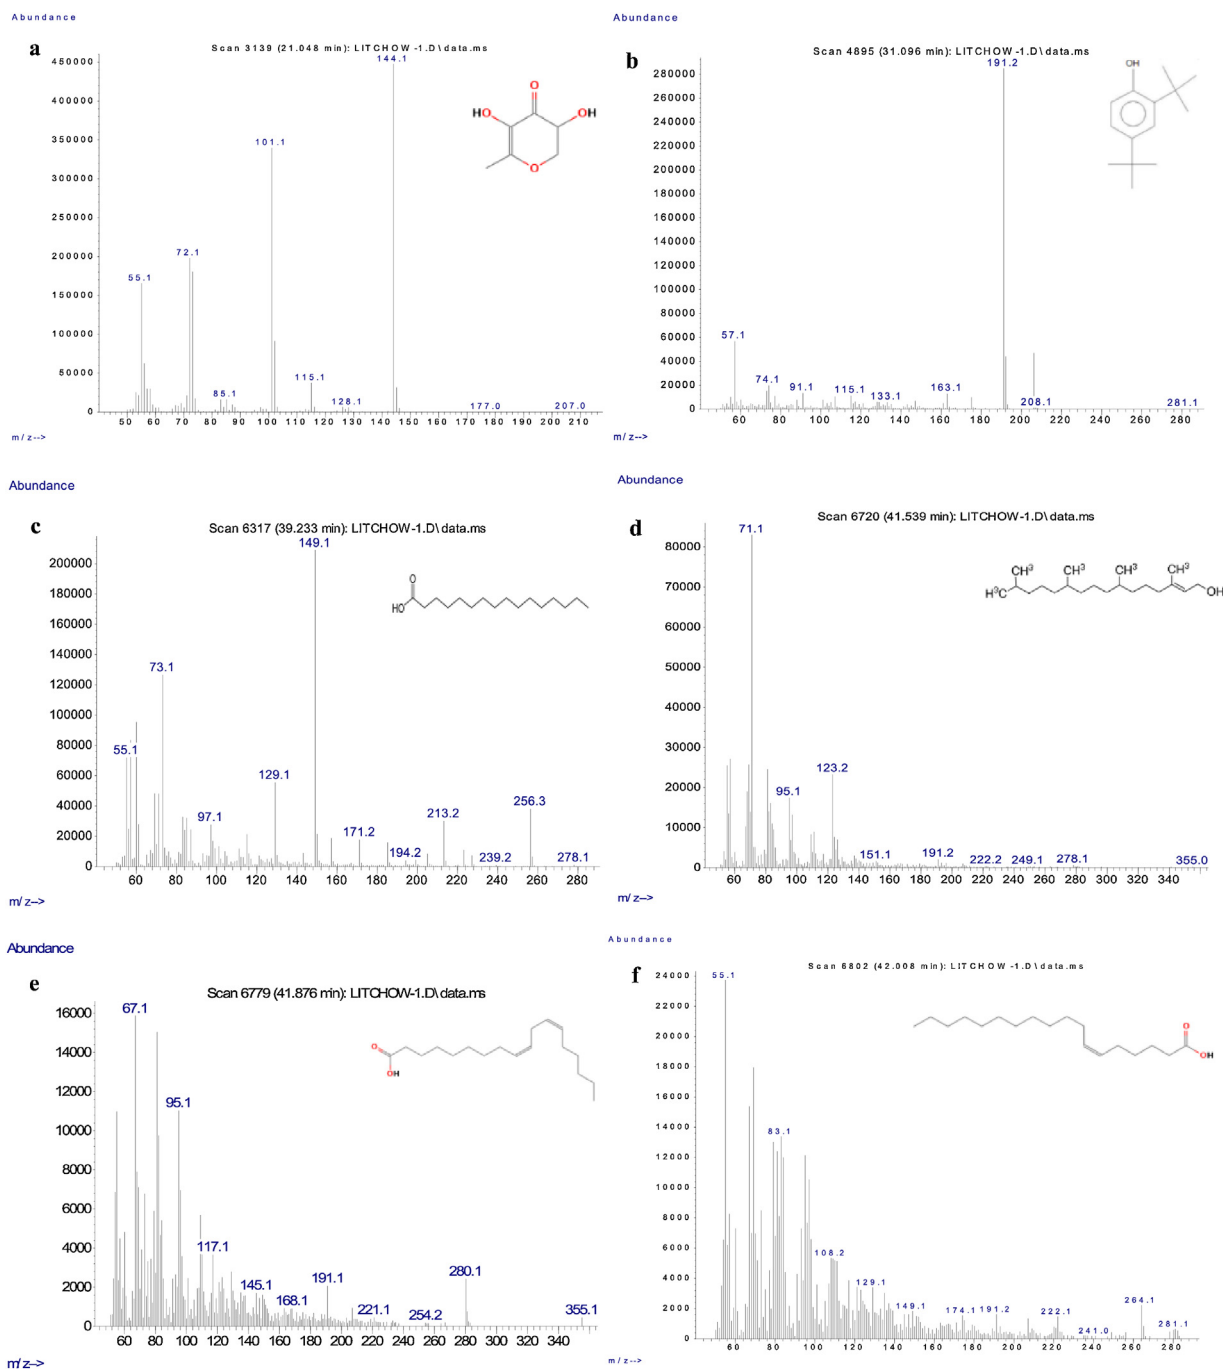 Abundance
a
Scan 3139 (21.048 min): LITCHOW -1.D\data.ms
450000
400000
350000
300000
250000
200000
150000
100000
50000
0
144.1
101.1
72.1
55.1
85.1
115.1
128.1
177.0
207.0
O
HO
OH
O
50 60 70 80 90 100 110 120 130 140 150 160 170 180 190 200 210
m/z-->
Abundance
b
Scan 4895 (31.096 min): LITCHOW -1.D\data.ms
280000
260000
240000
220000
200000
180000
160000
140000
120000
100000
80000
60000
40000
20000
0
191.2
57.1
74.1
91.1
115.1
133.1
163.1
208.1
281.1
OH
60 80 100 120 140 160 180 200 220 240 260 280
m/z-->
Abundance
c
Scan 6317 (39.233 min): LITCHOW-1.D\data.ms
200000
180000
160000
140000
120000
100000
80000
60000
40000
20000
0
149.1
73.1
55.1
97.1
129.1
171.2
194.2
213.2
239.2
256.3
278.1
O
HO
60 80 100 120 140 160 180 200 220 240 260 280
m/z-->
Abundance
d
Scan 6720 (41.539 min): LITCHOW-1.D\data.ms
80000
70000
60000
50000
40000
30000
20000
10000
0
71.1
95.1
123.2
151.1
191.2
222.2
249.1
278.1
355.0
CH3 CH3 CH3 CH3
H3C
OH
60 80 100 120 140 160 180 200 220 240 260 280 300 320 340
m/z-->
Abundance
e
Scan 6779 (41.876 min): LITCHOW-1.D\data.ms
16000
14000
12000
10000
8000
6000
4000
2000
0
67.1
95.1
117.1
145.1
168.1
191.1
221.1
254.2
280.1
355.1
O
OH
60 80 100 120 140 160 180 200 220 240 260 280 300 320 340
m/z-->
Abundance
f
Scan 6802 (42.008 min): LITCHOW -1.D\data.ms
24000
22000
20000
18000
16000
14000
12000
10000
8000
6000
4000
2000
0
55.1
83.1
108.2
129.1
149.1
174.1
191.2
222.1
241.0
264.1
281.1
O
OH
60 80 100 120 140 160 180 200 220 240 260 280
m/z-->